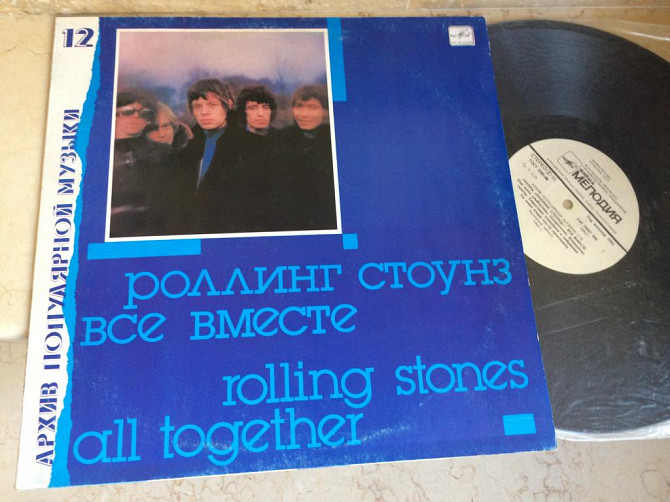 12
АРХИВ ПОПУЛЯРНОЙ МУЗЫКИ
РОЛЛИНГ СТОУНЗ
ВСЕ ВМЕСТЕ
rolling stones
all together
МЕЛОДИЯ